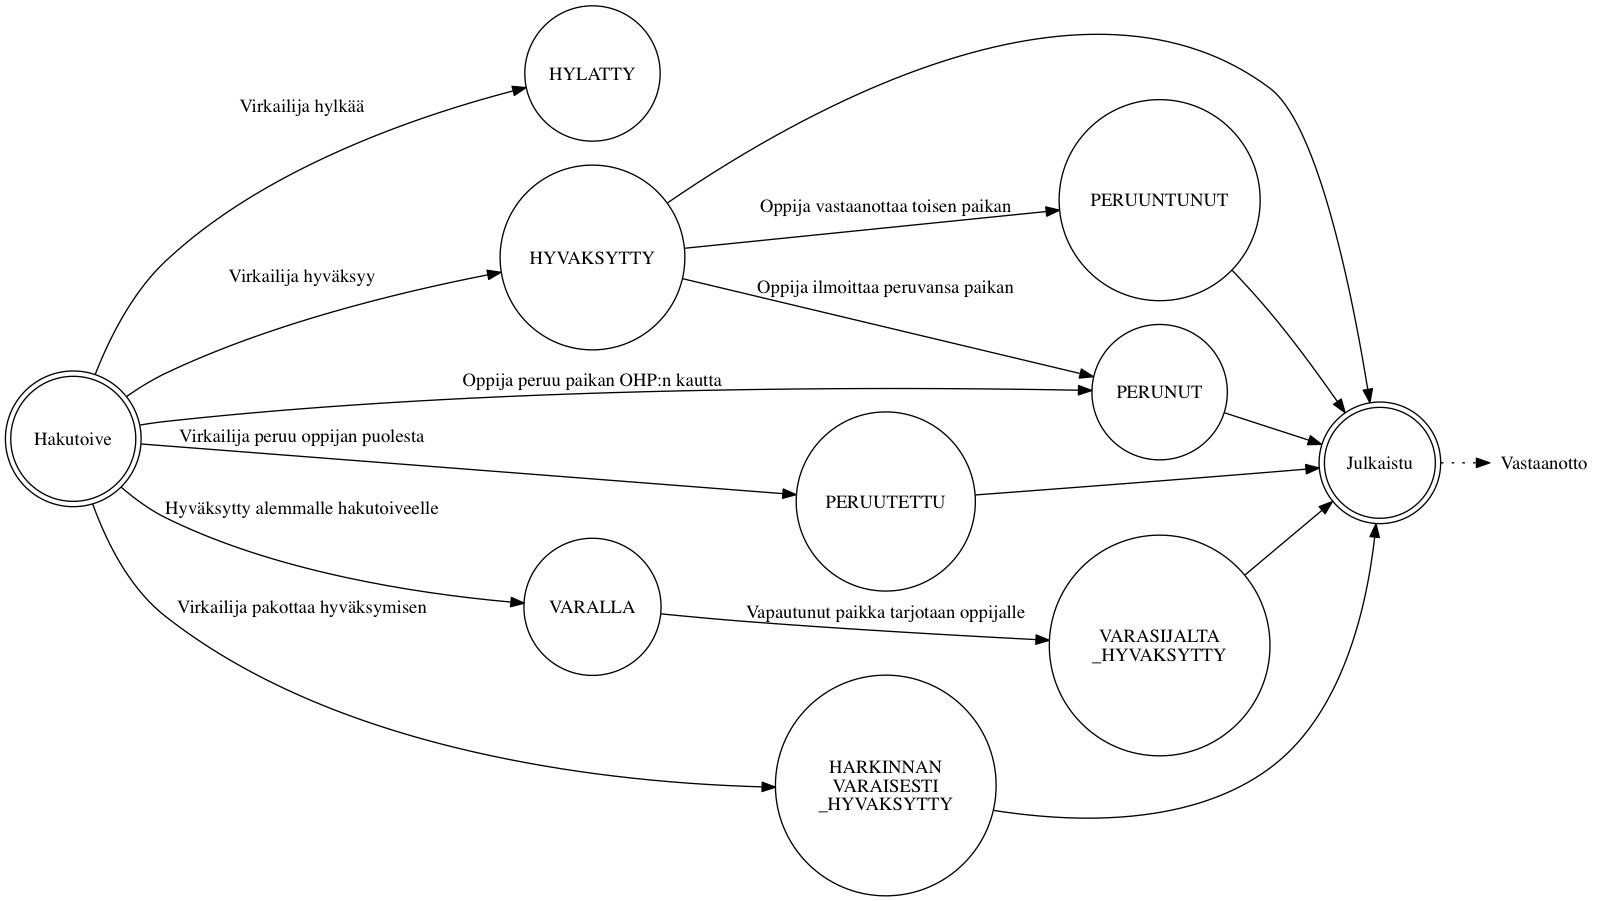 HYLATTY
Virkailija hylkää
Oppija vastaanottaa toisen paikan
PERUUNTUNUT
HYVAKSYTTY
Virkailija hyväksyy
Oppija ilmoittaa peruvansa paikan
Oppija peruu paikan OHP:n kautta
PERUNUT
Hakutoive
Virkailija peruu oppijan puolesta
Julkaistu
Vastaanotto
PERUUTETTU
Hyväksytty alemmalle hakutoiveelle
VARALLA
Virkailija pakottaa hyväksymisen
Vapautunut paikka tarjotaan oppijalle
VARASIJALTA
_HYVAKSYTTY
HARKINNAN
VARAISESTI
_HYVAKSYTTY